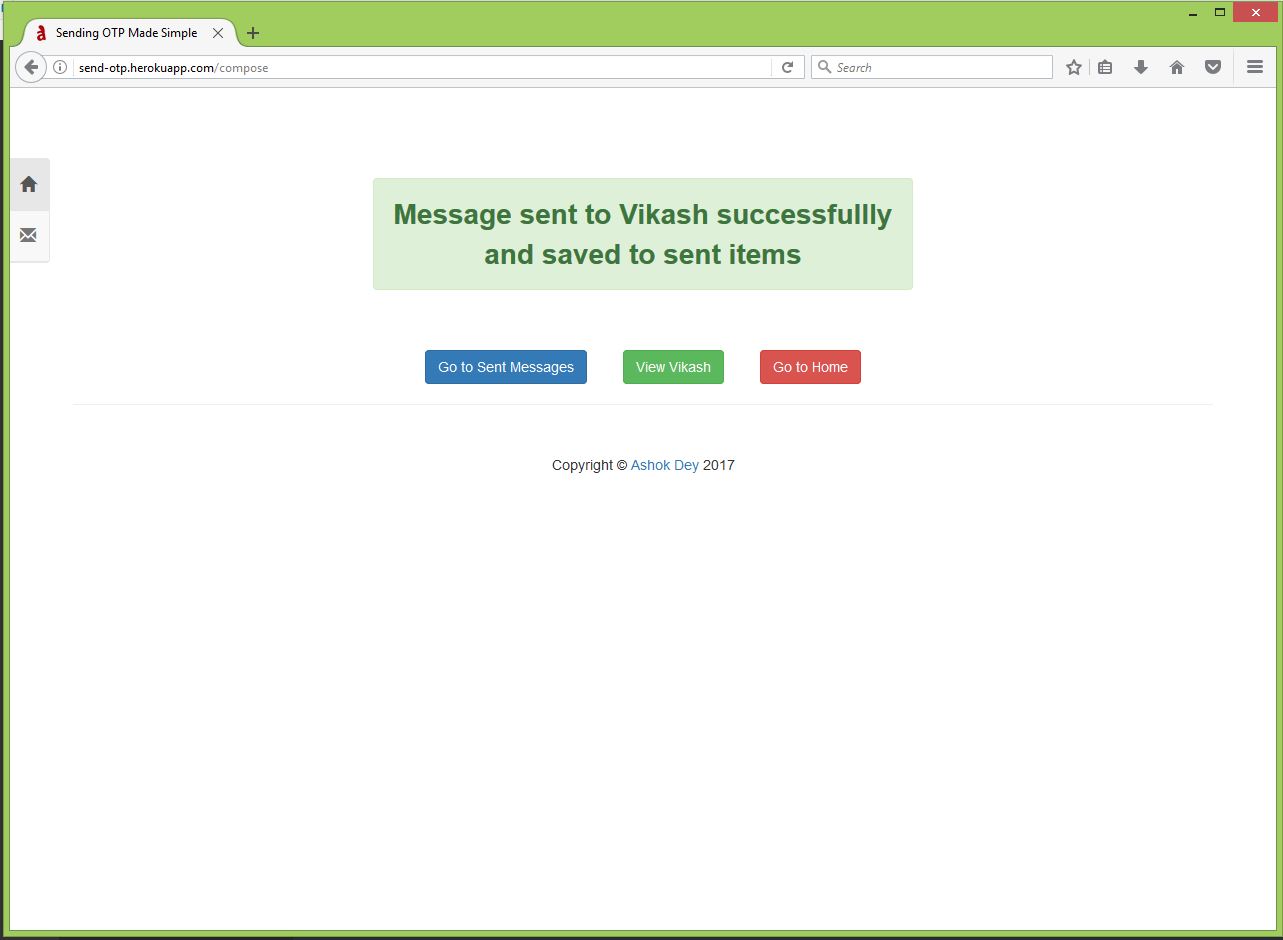 Sending OTP Made Simple
send-otp.herokuapp.com/compose
Search
Message sent to Vikash successfullly
and saved to sent items
Go to Sent Messages
View Vikash
Go to Home
Copyright © Ashok Dey 2017